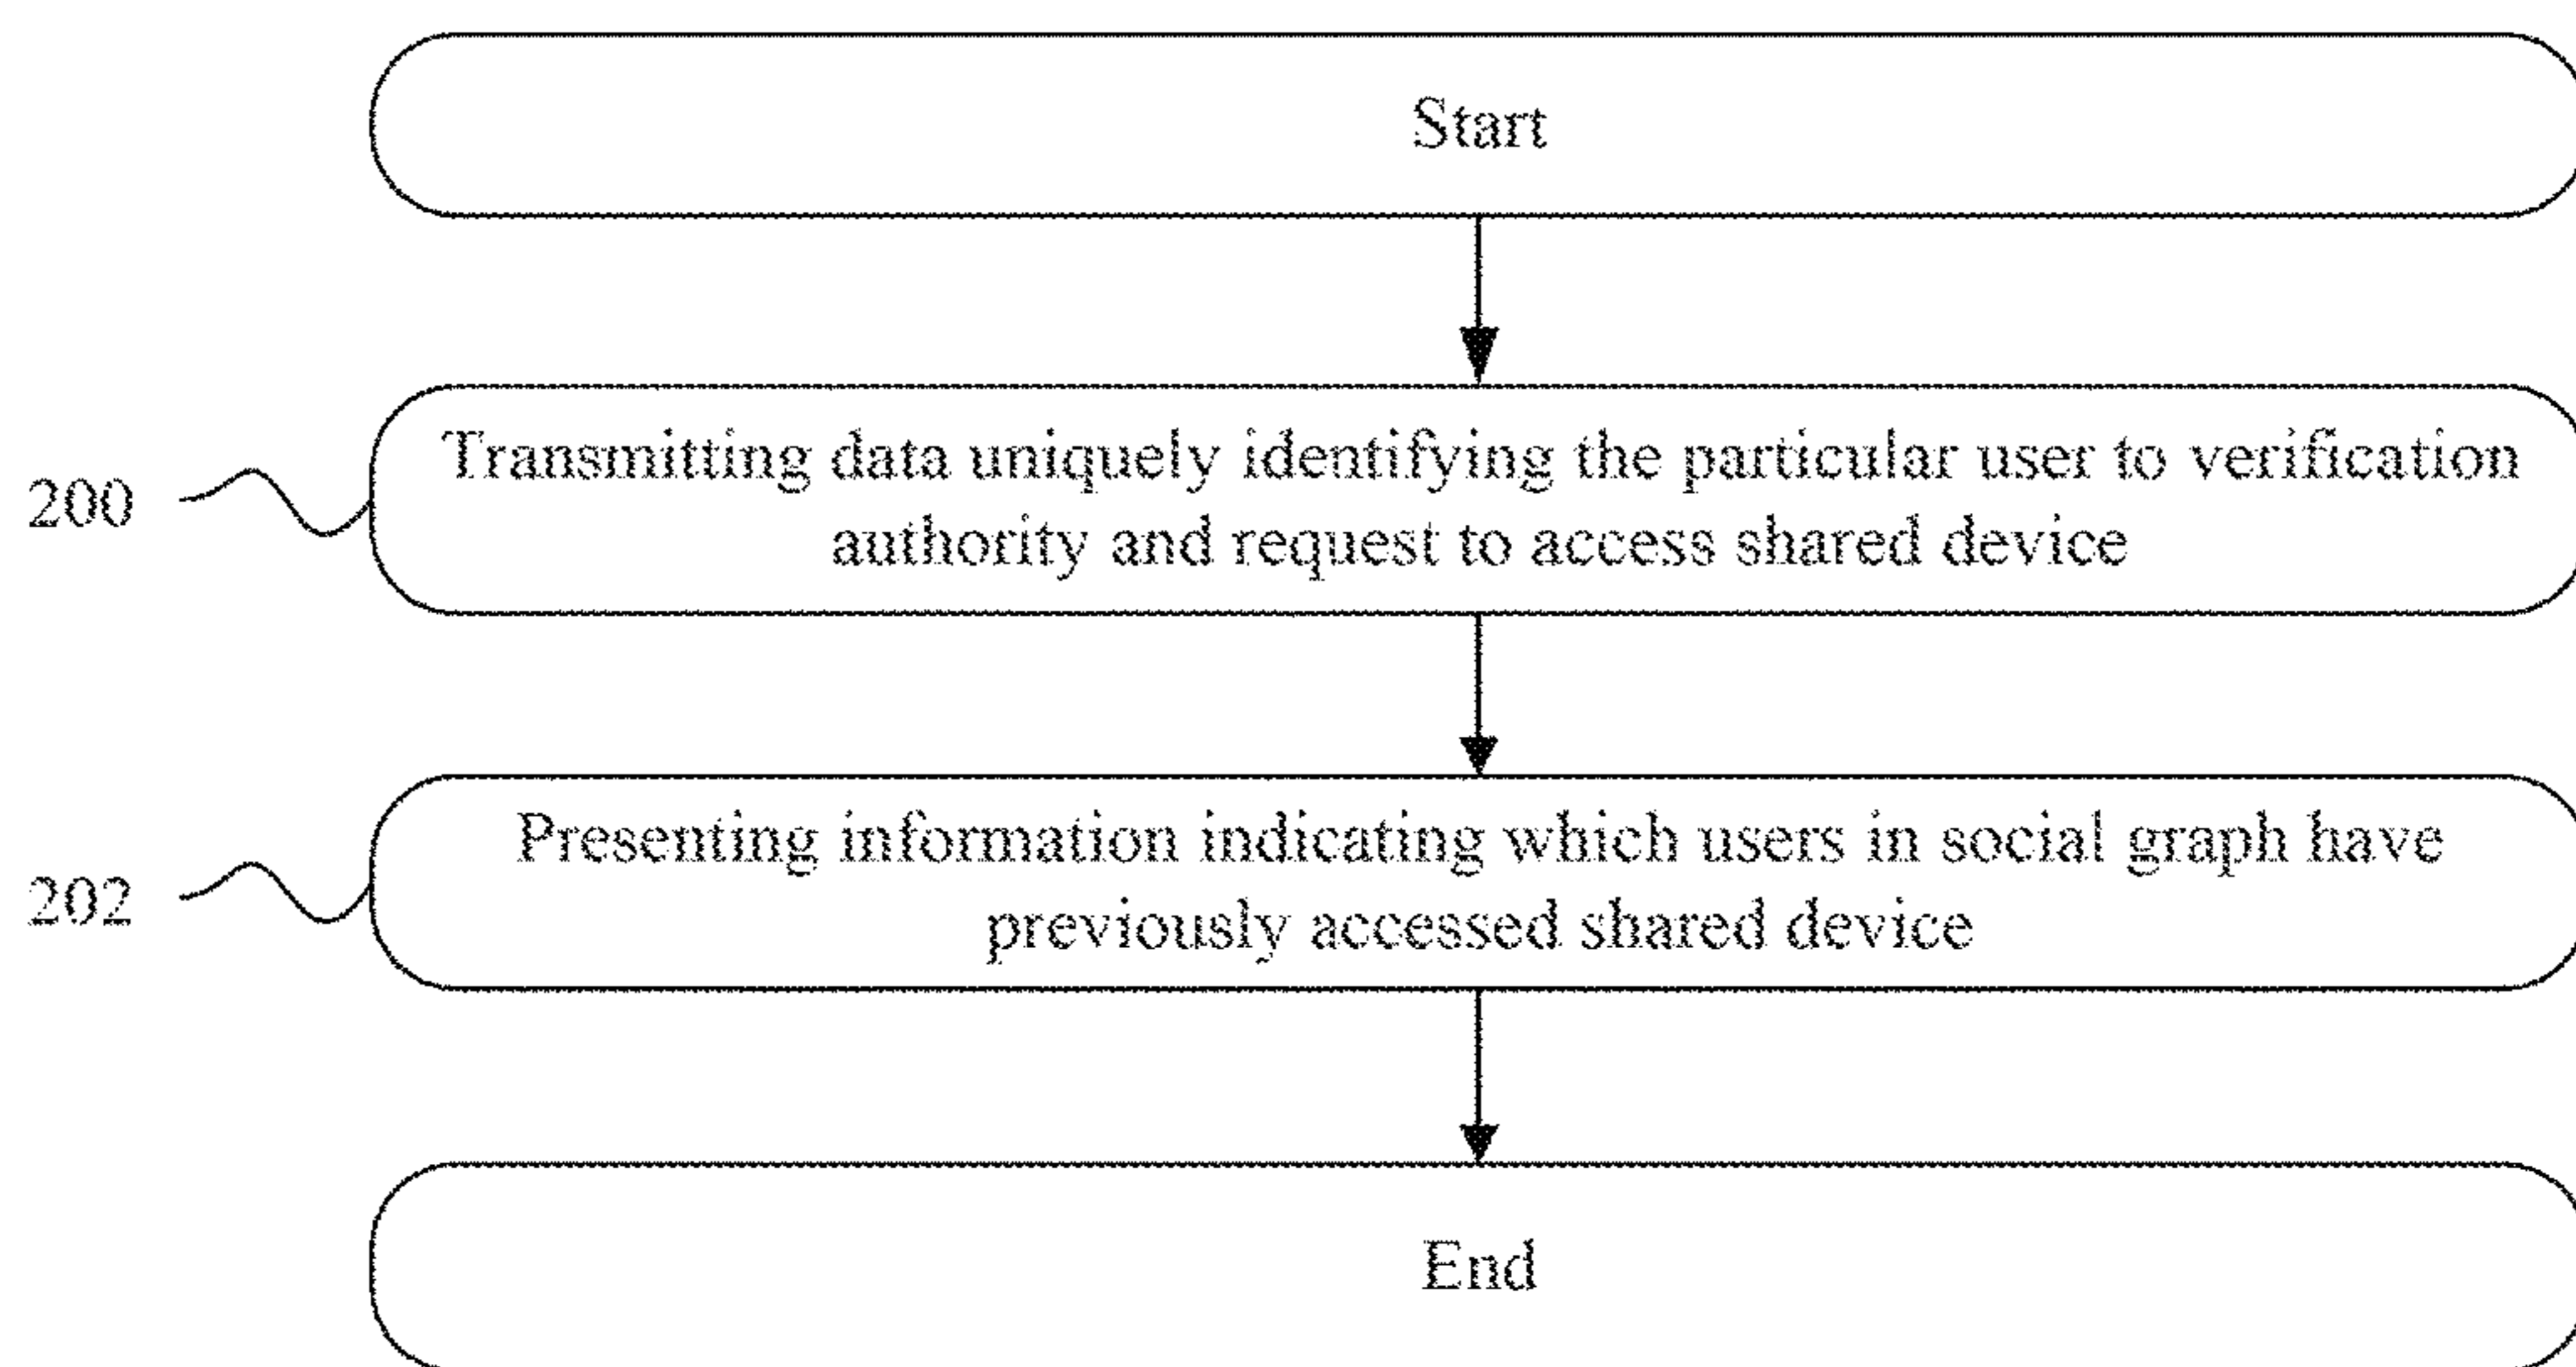 Start
200
Transmitting data uniquely identifying the particular user to verification
authority and request to access shared device
202
Presenting information indicating which users in social graph have
previously accessed shared device
End